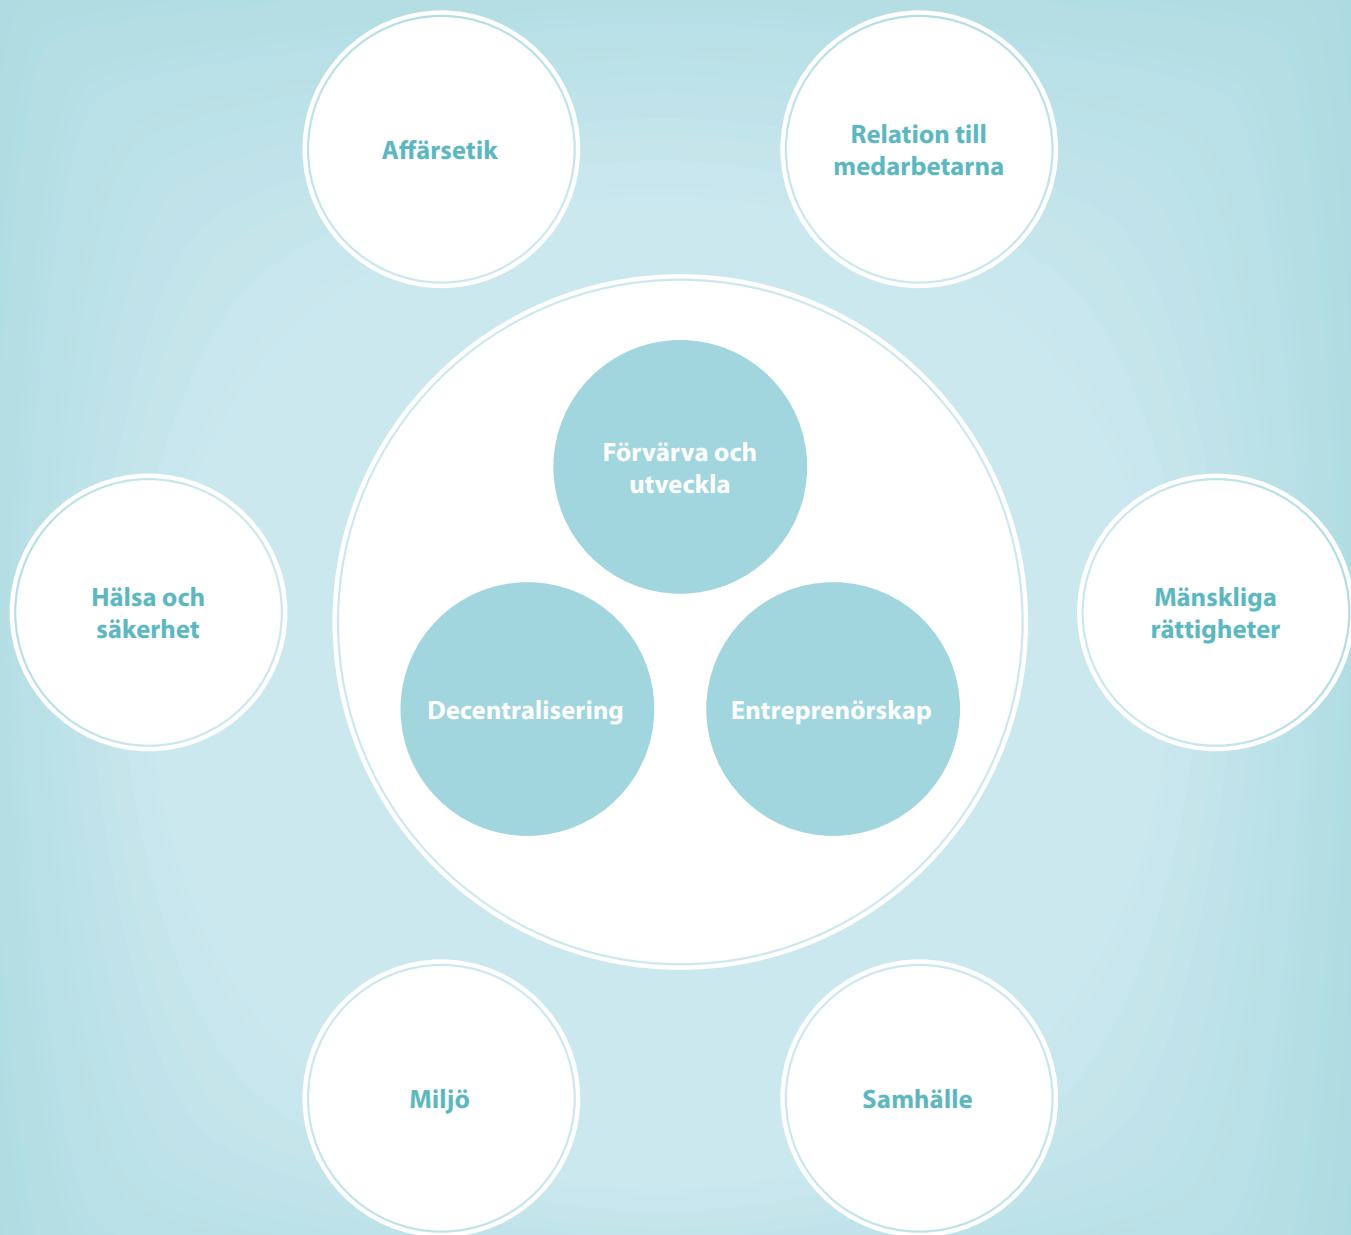 Affärsetik
Relation till
medarbetarna
Förvärva och
utveckla
Hälsa och
säkerhet
Mänskliga
rättigheter
Decentralisering
Entreprenörskap
Miljö
Samhälle